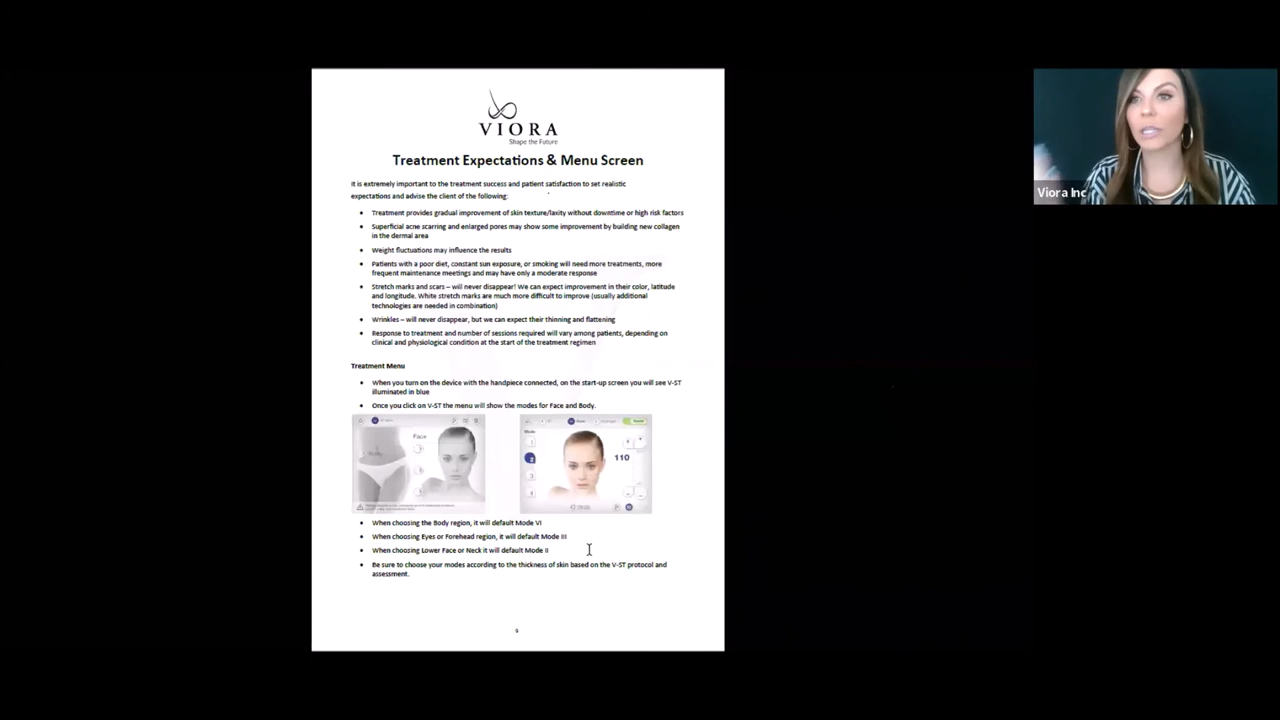 VIORA
Shape the Future
Treatment Expectations & Menu Screen
It is extremely important to the treatment success and patient satisfaction to set realistic
expectations and advise the client of the following:
• Treatment provides gradual improvement of skin texture/laxity without downtime or high risk factors
• Superficial acne scarring and enlarged pores may show some improvement by building new collagen
in the dermal area
• Weight fluctuations may influence the results
• Patients with a poor diet, constant sun exposure, or smoking will need more treatments, more
frequent maintenance meetings and may have only a moderate response
• Stretch marks and scars – will never disappear! We can expect improvement in their color, latitude
and longitude. White stretch marks are much more difficult to improve (usually additional
technologies are needed in combination)
• Wrinkles – will never disappear, but we can expect their thinning and flattening
• Response to treatment and number of sessions required will vary among patients, depending on
clinical and physiological condition at the start of the treatment regimen
Treatment Menu
• When you turn on the device with the handpiece connected, on the start-up screen you will see V-ST
illuminated in blue
• Once you click on V-ST the menu will show the modes for Face and Body.
Face
Body
Mode
1
2
3
4
110
• When choosing the Body region, it will default Mode VI
• When choosing Eyes or Forehead region, it will default Mode III
• When choosing Lower Face or Neck it will default Mode II
• Be sure to choose your modes according to the thickness of skin based on the V-ST protocol and
assessment.
9
Viora Inc